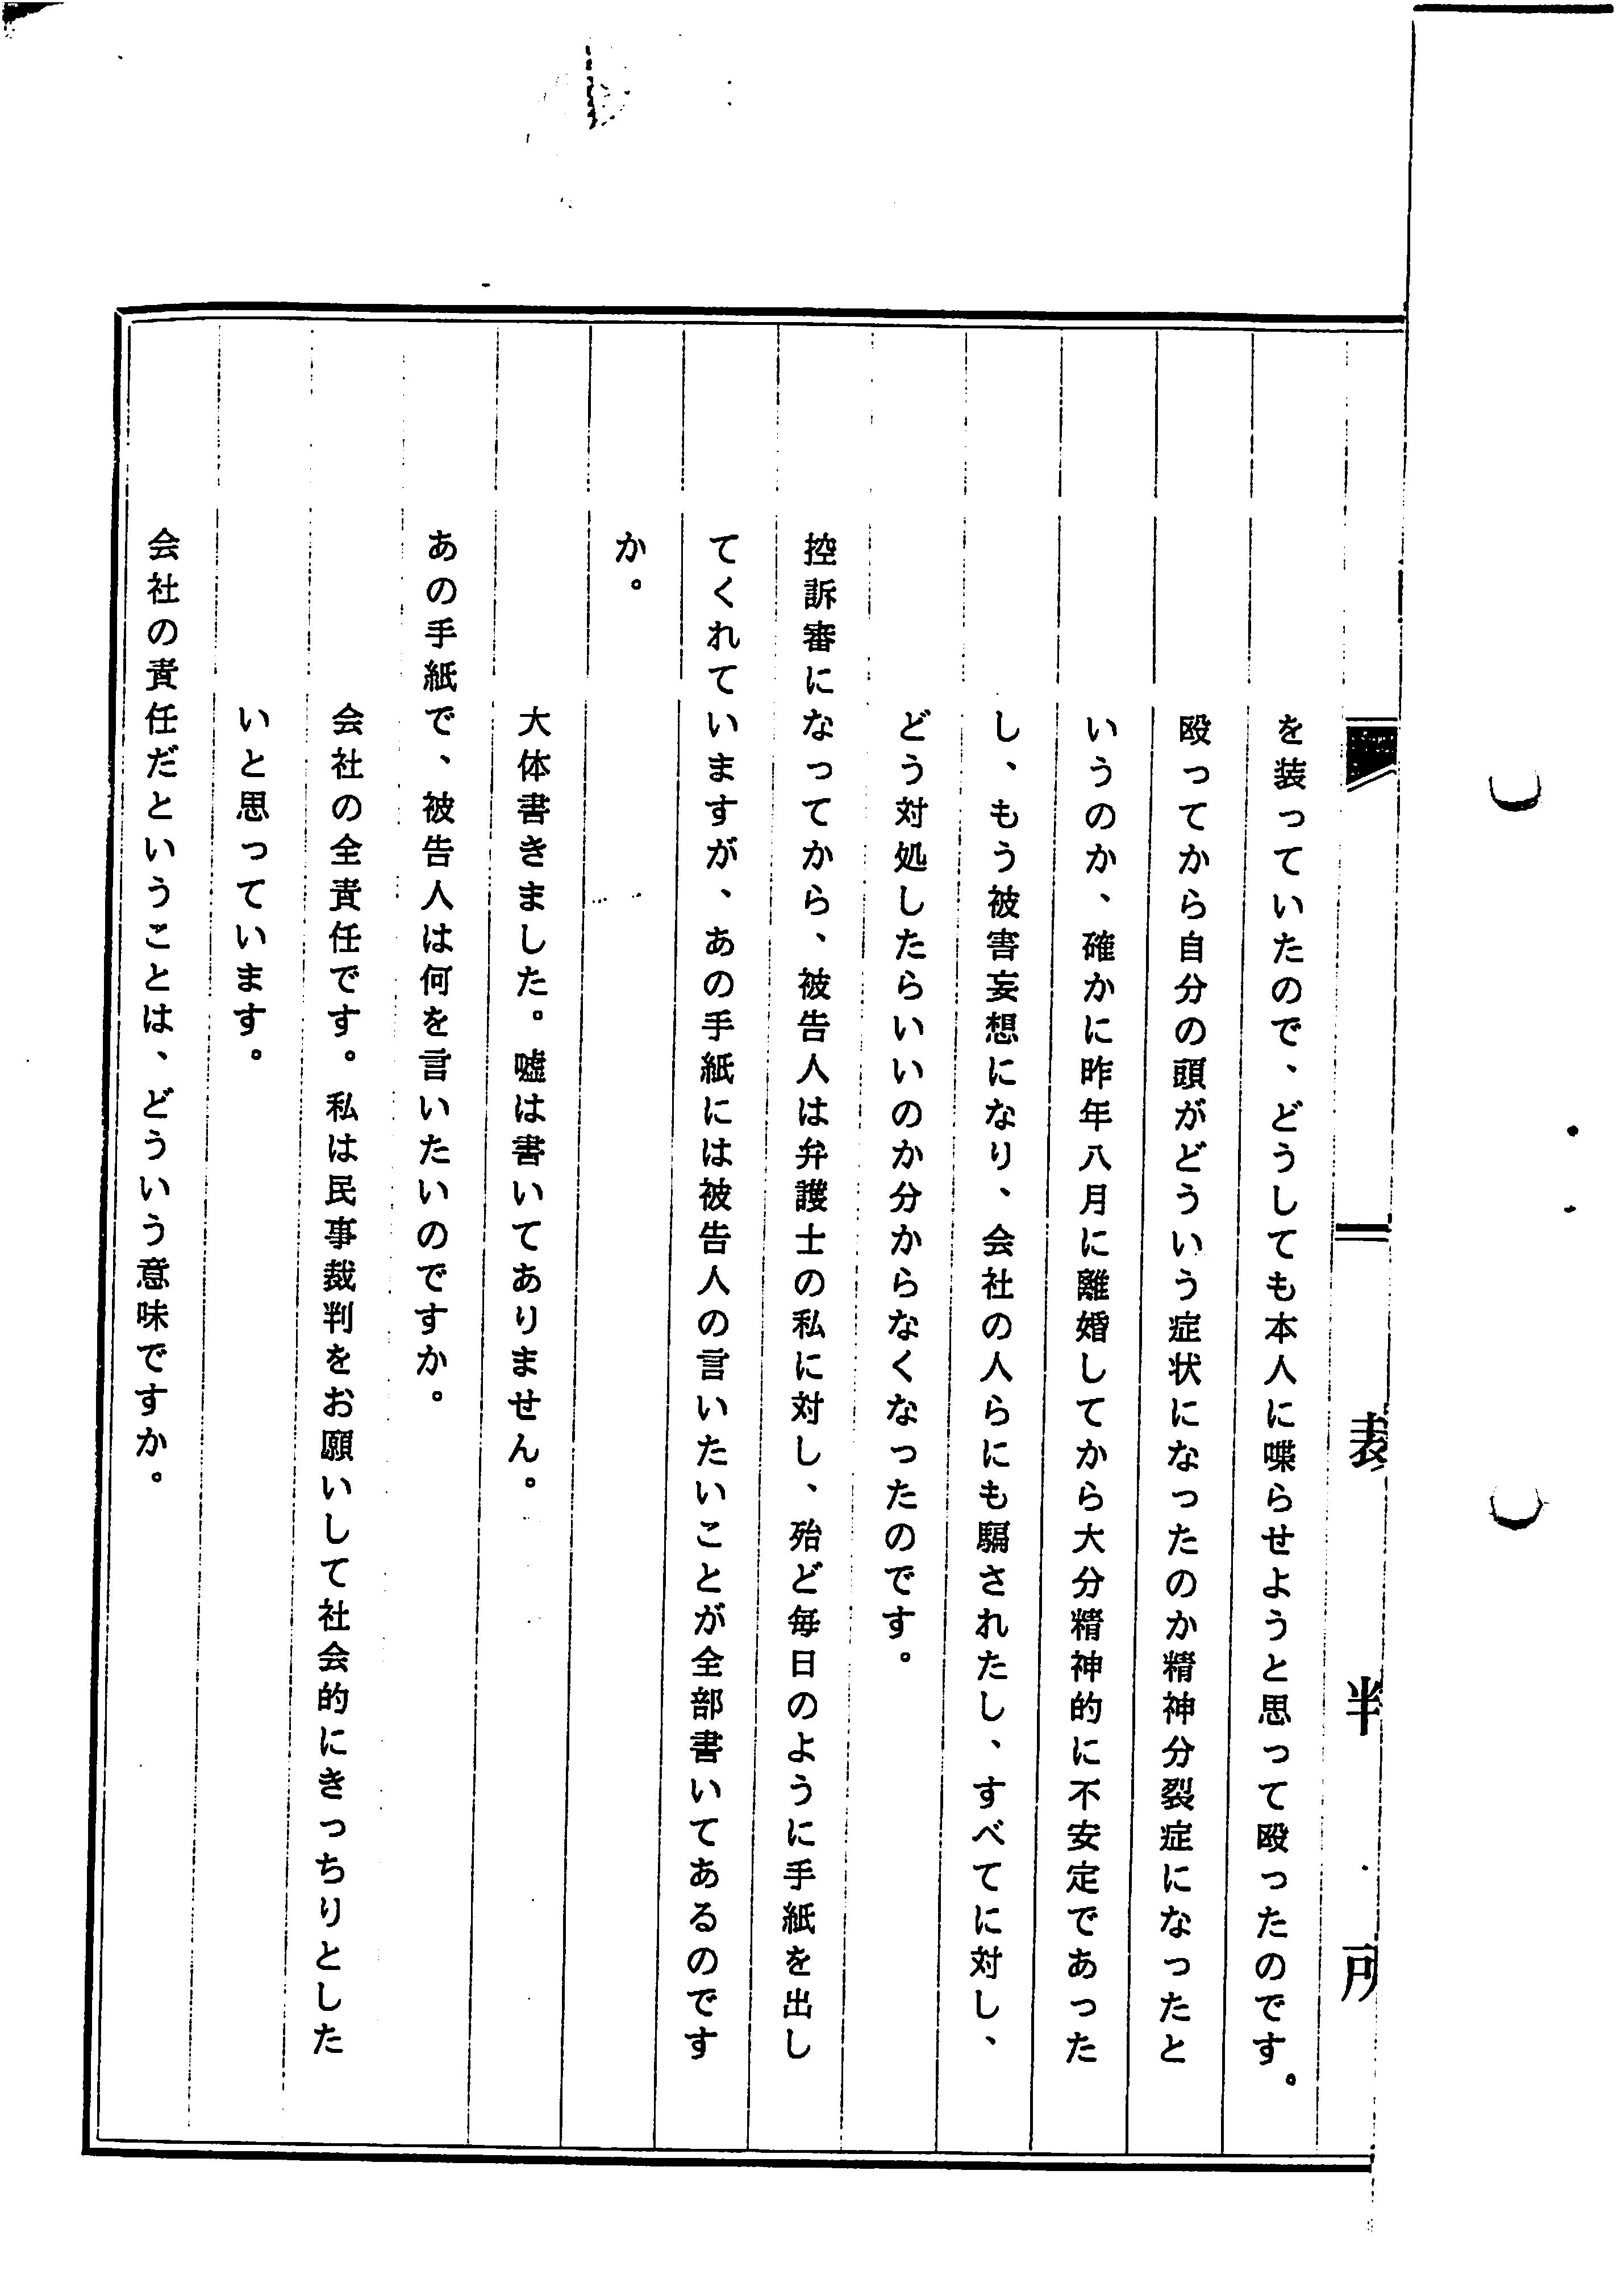 を装っていたので、どうしても本人に喋らせようと思って殴ったのです。
殴ってから自分の頭がどういう症状になったのか精神分裂症になったと
いうのか、確かに昨年八月に離婚してから大分精神的に不安定であった
し、もう被害妄想になり、会社の人らにも騙されたし、すべてに対し、
どう対処したらいいのか分からなくなったのです。
控訴審になってから、被告人は弁護士の私に対し、殆ど毎日のように手紙を出し
てくれていますが、あの手紙には被告人の言いたいことが全部書いてあるのです
か。
大体書きました。嘘は書いてありません。
あの手紙で、被告人は何を言いたいのですか。
会社の全責任です。私は民事裁判をお願いして社会的にきっちりとした
いと思っています。
会社の責任だということは、どういう意味ですか。